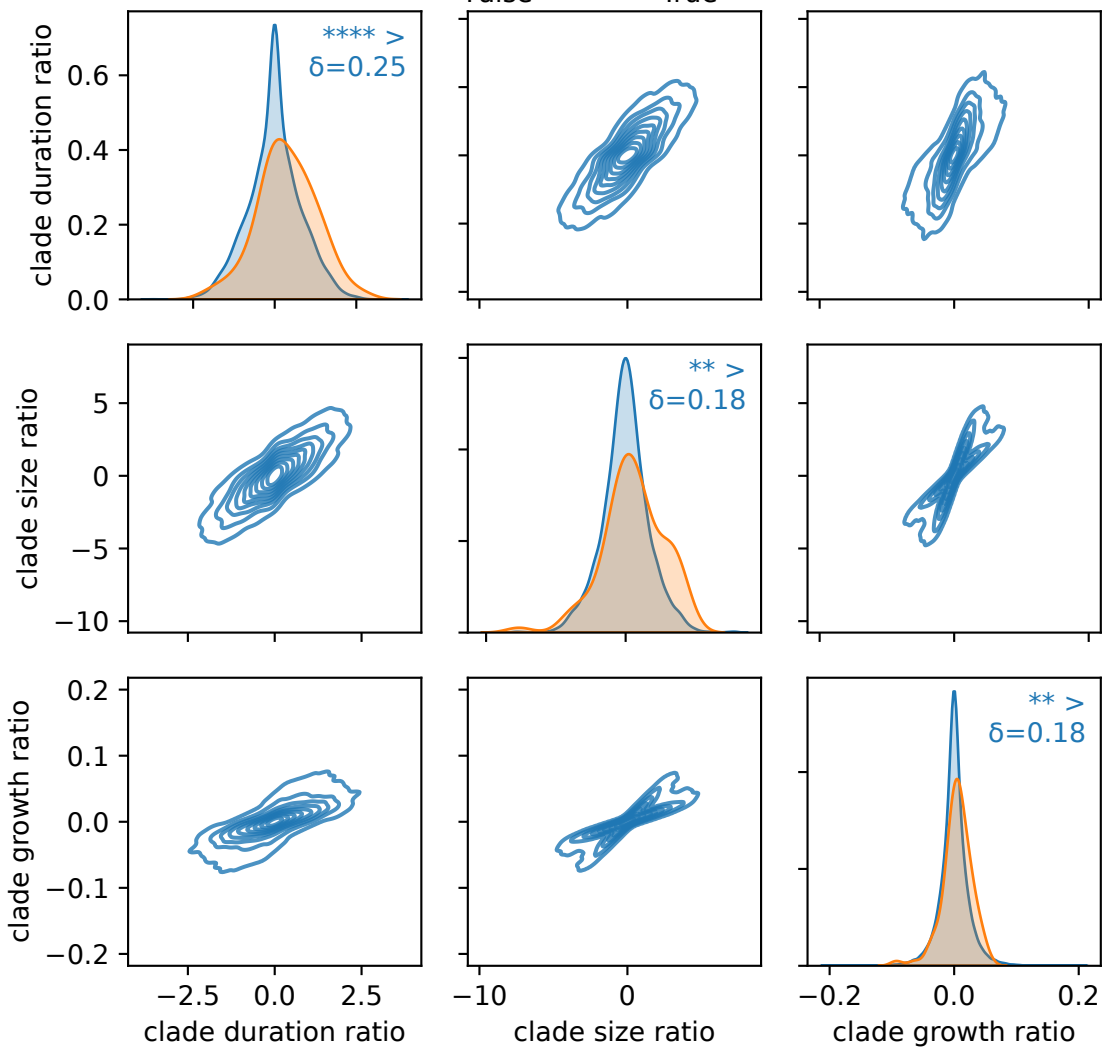 False True
clade duration ratio
0.6
0.4
0.2
0.0
**** >
δ=0.25
clade size ratio
5
0
−5
−10
** >
δ=0.18
clade growth ratio
0.2
0.1
0.0
−0.1
−0.2
** >
δ=0.18
−2.5 0.0 2.5
−10 0
−0.2 0.0 0.2
clade duration ratio
clade size ratio
clade growth ratio